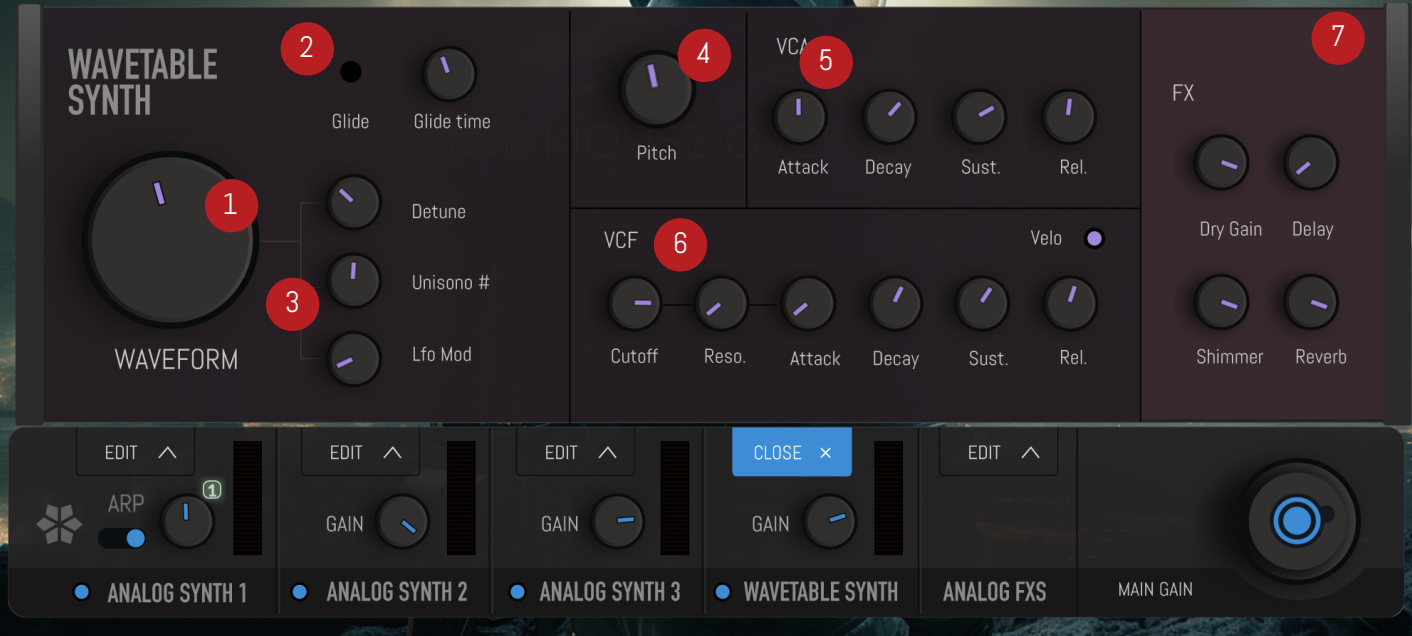 WAVETABLE
SYNTH
2
Glide
Glide time
1
3
Detune
Unisono #
Lfo Mod
WAVEFORM
4
Pitch
VCA
5
Attack
Decay
Sust.
Rel.
VCF
6
Velo
Cutoff
Reso.
Attack
Decay
Sust.
Rel.
7
FX
Dry Gain
Delay
Shimmer
Reverb
EDIT
ARP
1
ANALOG SYNTH 1
EDIT
GAIN
ANALOG SYNTH 2
EDIT
GAIN
ANALOG SYNTH 3
CLOSE ×
GAIN
WAVETABLE SYNTH
EDIT
ANALOG FXS
MAIN GAIN